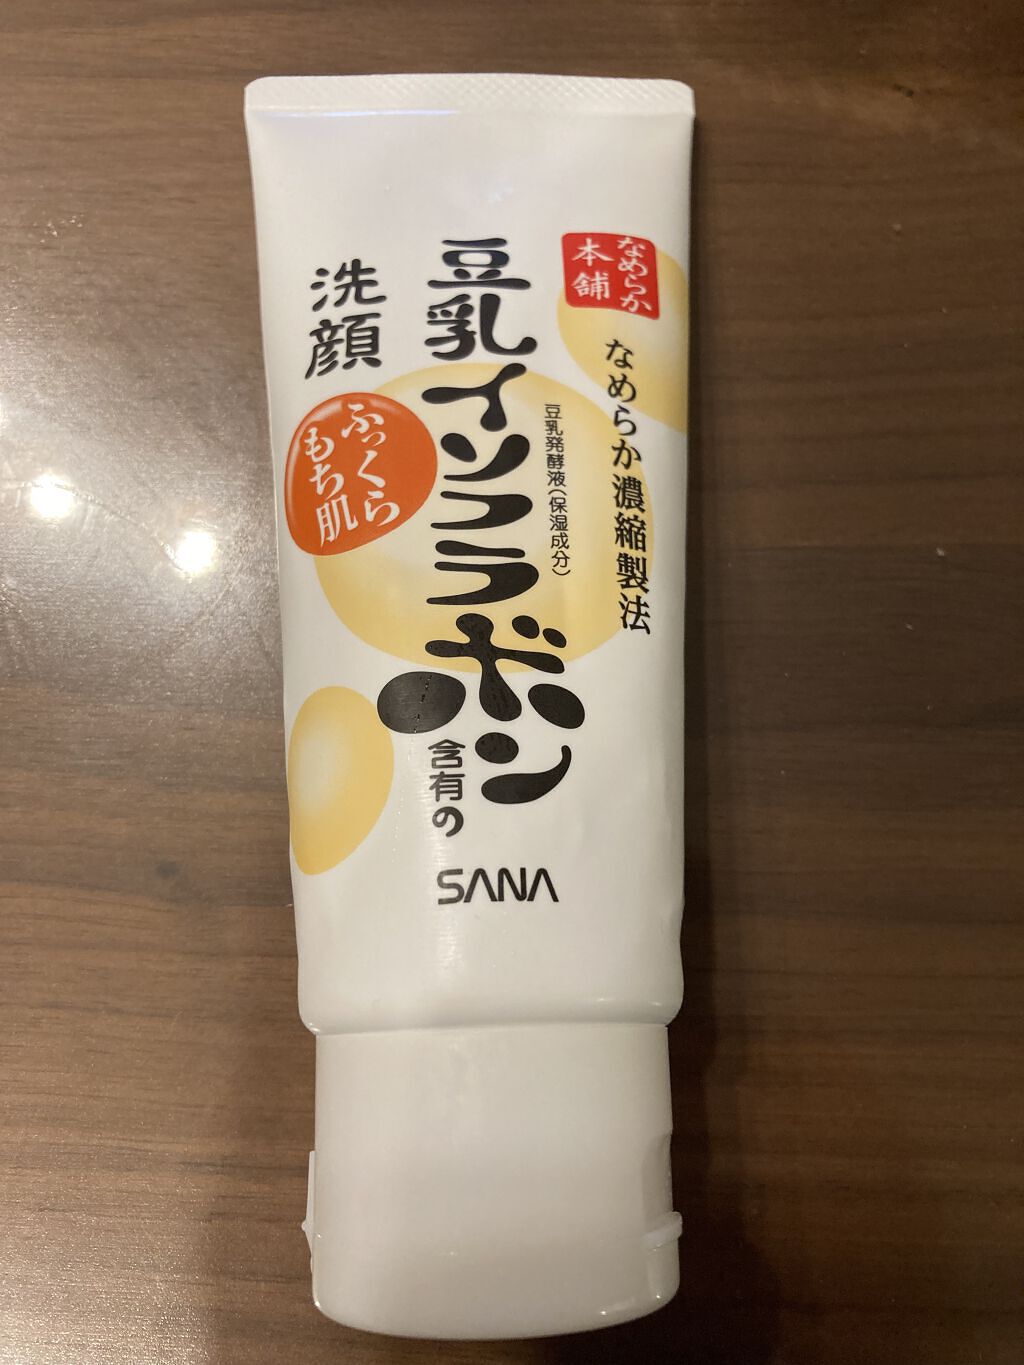 なめらか
本舗
なめらか濃縮製法
豆乳発酵液(保湿成分)
豆乳イソフラボン
含有の
洗顔
ふっくら
もち肌
SANA